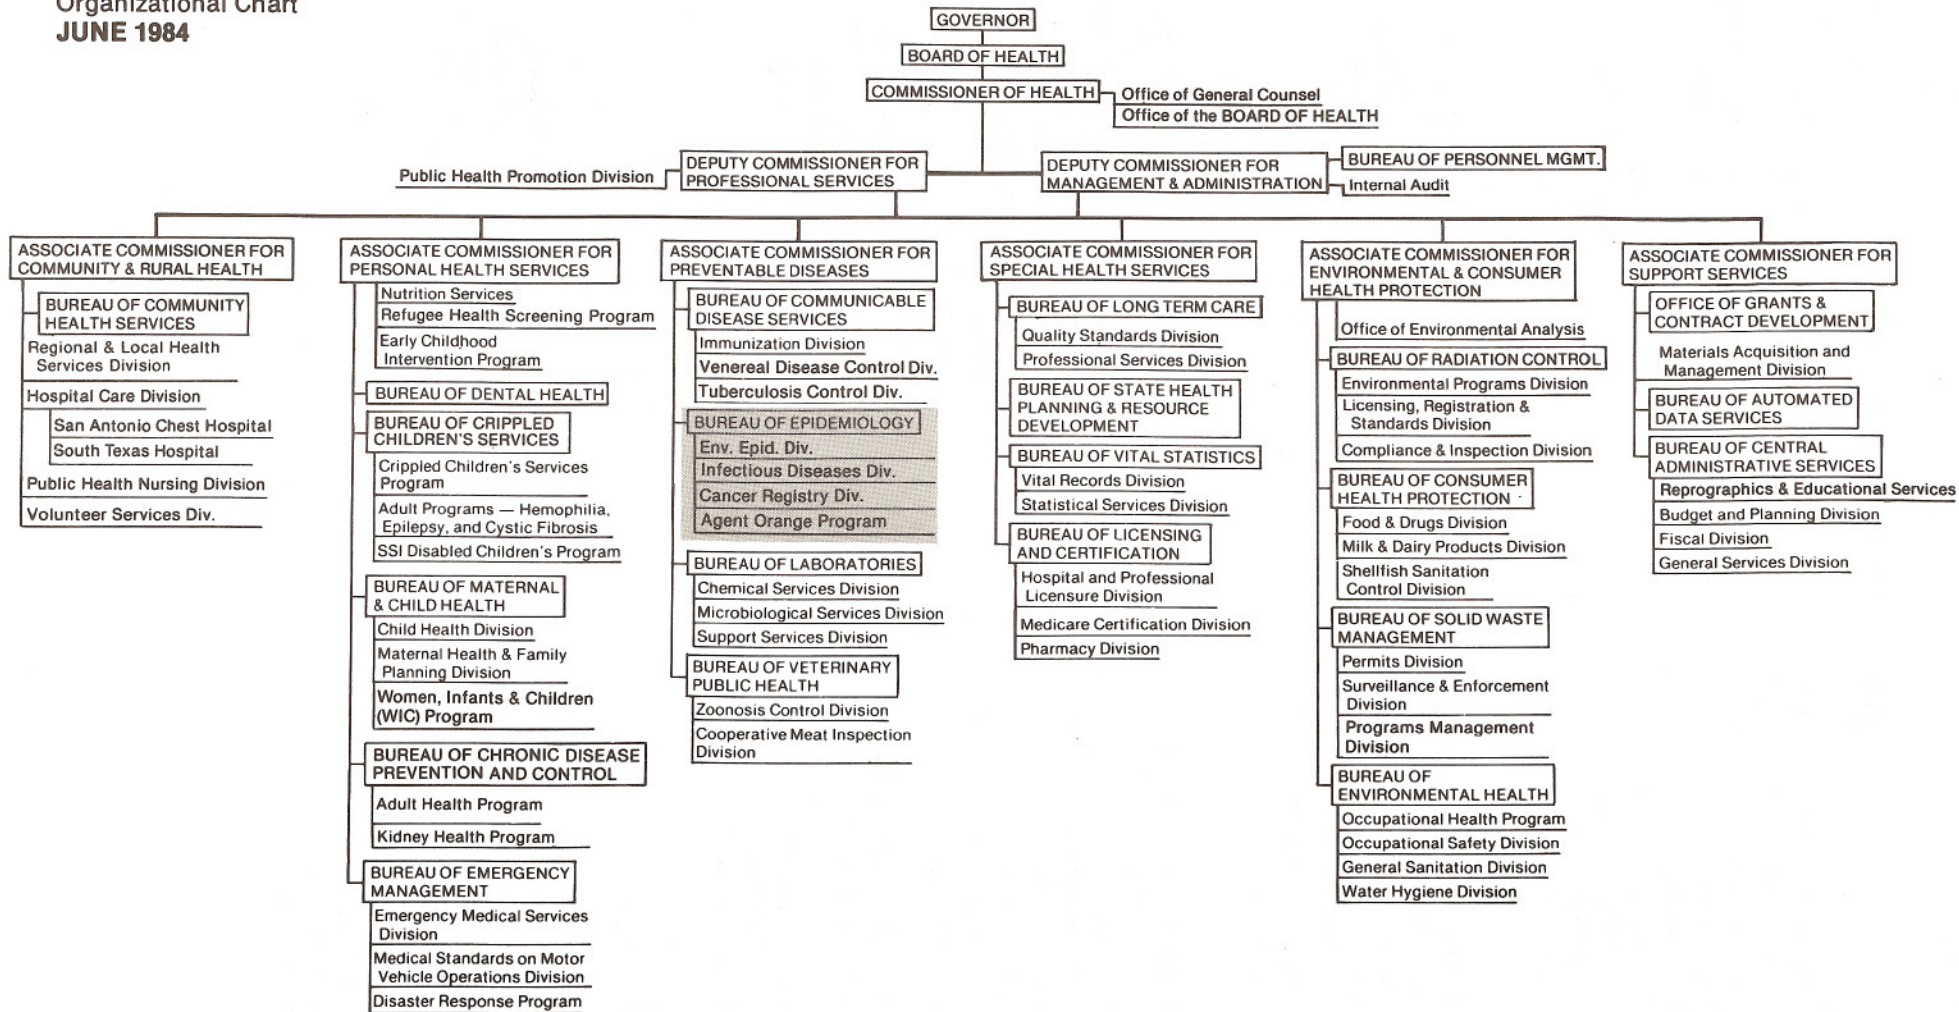 Organizational Chart
JUNE 1984
GOVERNOR
BOARD OF HEALTH
COMMISSIONER OF HEALTH
Office of General Counsel
Office of the BOARD OF HEALTH
Public Health Promotion Division
DEPUTY COMMISSIONER FOR
PROFESSIONAL SERVICES
DEPUTY COMMISSIONER FOR
MANAGEMENT & ADMINISTRATION
BUREAU OF PERSONNEL MGMT.
Internal Audit
ASSOCIATE COMMISSIONER FOR
COMMUNITY & RURAL HEALTH
BUREAU OF COMMUNITY
HEALTH SERVICES
Regional & Local Health
Services Division
Hospital Care Division
San Antonio Chest Hospital
South Texas Hospital
Public Health Nursing Division
Volunteer Services Div.
ASSOCIATE COMMISSIONER FOR
PERSONAL HEALTH SERVICES
Nutrition Services
Refugee Health Screening Program
Early Childhood
Intervention Program
BUREAU OF DENTAL HEALTH
BUREAU OF CRIPPLED
CHILDREN'S SERVICES
Crippled Children's Services
Program
Adult Programs — Hemophilia,
Epilepsy, and Cystic Fibrosis
SSI Disabled Children's Program
BUREAU OF MATERNAL
& CHILD HEALTH
Child Health Division
Maternal Health & Family
Planning Division
Women, Infants & Children
(WIC) Program
BUREAU OF CHRONIC DISEASE
PREVENTION AND CONTROL
Adult Health Program
Kidney Health Program
BUREAU OF EMERGENCY
MANAGEMENT
Emergency Medical Services
Division
Medical Standards on Motor
Vehicle Operations Division
Disaster Response Program
ASSOCIATE COMMISSIONER FOR
PREVENTABLE DISEASES
BUREAU OF COMMUNICABLE
DISEASE SERVICES
Immunization Division
Venereal Disease Control Div.
Tuberculosis Control Div.
BUREAU OF EPIDEMIOLOGY
Env. Epid. Div.
Infectious Diseases Div.
Cancer Registry Div.
Agent Orange Program
BUREAU OF LABORATORIES
Chemical Services Division
Microbiological Services Division
Support Services Division
BUREAU OF VETERINARY
PUBLIC HEALTH
Zoonosis Control Division
Cooperative Meat Inspection
Division
ASSOCIATE COMMISSIONER FOR
SPECIAL HEALTH SERVICES
BUREAU OF LONG TERM CARE
Quality Standards Division
Professional Services Division
BUREAU OF STATE HEALTH
PLANNING & RESOURCE
DEVELOPMENT
BUREAU OF VITAL STATISTICS
Vital Records Division
Statistical Services Division
BUREAU OF LICENSING
AND CERTIFICATION
Hospital and Professional
Licensure Division
Medicare Certification Division
Pharmacy Division
ASSOCIATE COMMISSIONER FOR
ENVIRONMENTAL & CONSUMER
HEALTH PROTECTION
Office of Environmental Analysis
BUREAU OF RADIATION CONTROL
Environmental Programs Division
Licensing, Registration &
Standards Division
Compliance & Inspection Division
BUREAU OF CONSUMER
HEALTH PROTECTION
Food & Drugs Division
Milk & Dairy Products Division
Shellfish Sanitation
Control Division
BUREAU OF SOLID WASTE
MANAGEMENT
Permits Division
Surveillance & Enforcement
Division
Programs Management
Division
BUREAU OF
ENVIRONMENTAL HEALTH
Occupational Health Program
Occupational Safety Division
General Sanitation Division
Water Hygiene Division
ASSOCIATE COMMISSIONER FOR
SUPPORT SERVICES
OFFICE OF GRANTS &
CONTRACT DEVELOPMENT
Materials Acquisition and
Management Division
BUREAU OF AUTOMATED
DATA SERVICES
BUREAU OF CENTRAL
ADMINISTRATIVE SERVICES
Reprographics & Educational Services
Budget and Planning Division
Fiscal Division
General Services Division